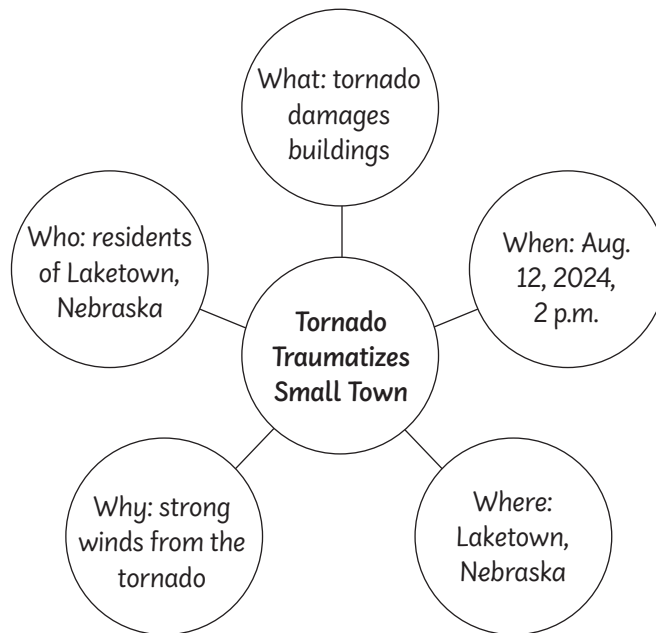 What: tornado
damages
buildings
Who: residents
of Laketown,
Nebraska
When: Aug.
12, 2024,
2 p.m.
Tornado
Traumatizes
Small Town
Why: strong
winds from the
tornado
Where:
Laketown,
Nebraska